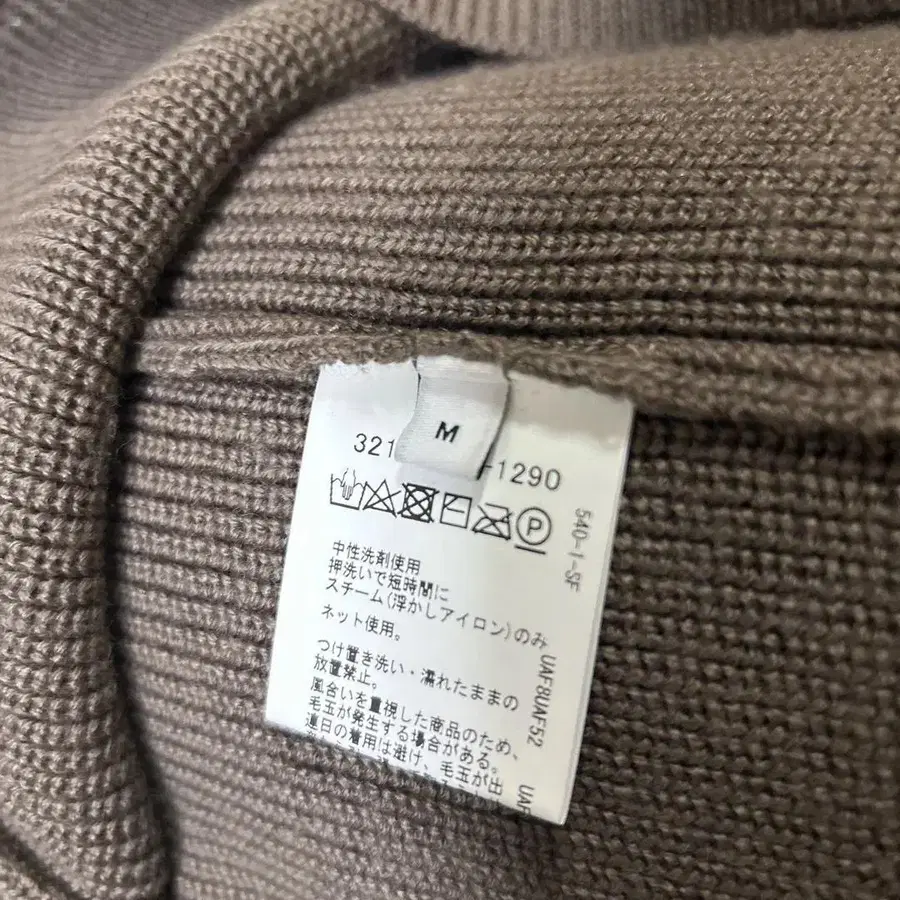 M
321
-1290
P
中性洗剤使用
押洗いで短時間に
スチーム(浮かしアイロン)のみ
ネット使用。
つけ置き洗い・濡れたままの
放置禁止。
風合いを重視した商品のため、
毛玉が発生する場合がある。
連日の着用は避け、毛玉が出
540-1-5F
UAF8UAF52
UAF